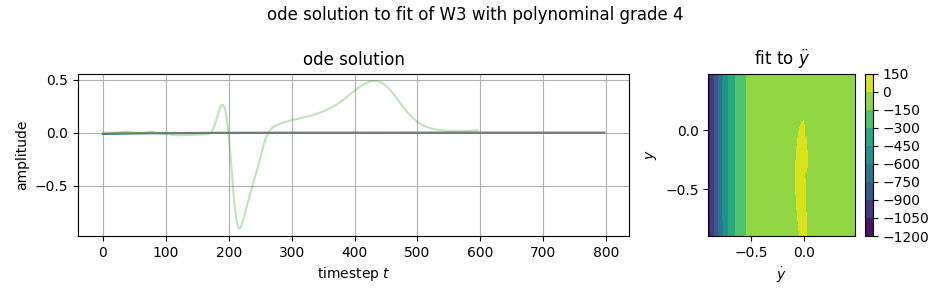 ode solution to fit of W3 with polynominal grade 4
ode solution
0.5
0.0
−0.5
amplitude
0 100 200 300 400 500 600 700 800
timestep t
fit to ÿ
0.0
−0.5
y
−0.5 0.0
ẏ
150
0
−150
−300
−450
−600
−750
−900
−1050
−1200